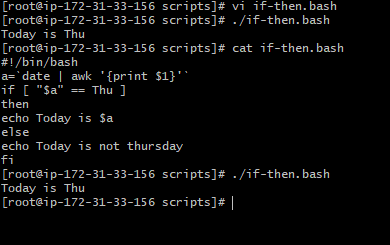 [root@ip-172-31-33-156 scripts]# vi if-then.bash
[root@ip-172-31-33-156 scripts]# ./if-then.bash
Today is Thu
[root@ip-172-31-33-156 scripts]# cat if-then.bash
#!/bin/bash
a=`date | awk '{print $1}'`
if [ "$a" == Thu ]
then
echo Today is $a
else
echo Today is not thursday
fi
[root@ip-172-31-33-156 scripts]# ./if-then.bash
Today is Thu
[root@ip-172-31-33-156 scripts]#